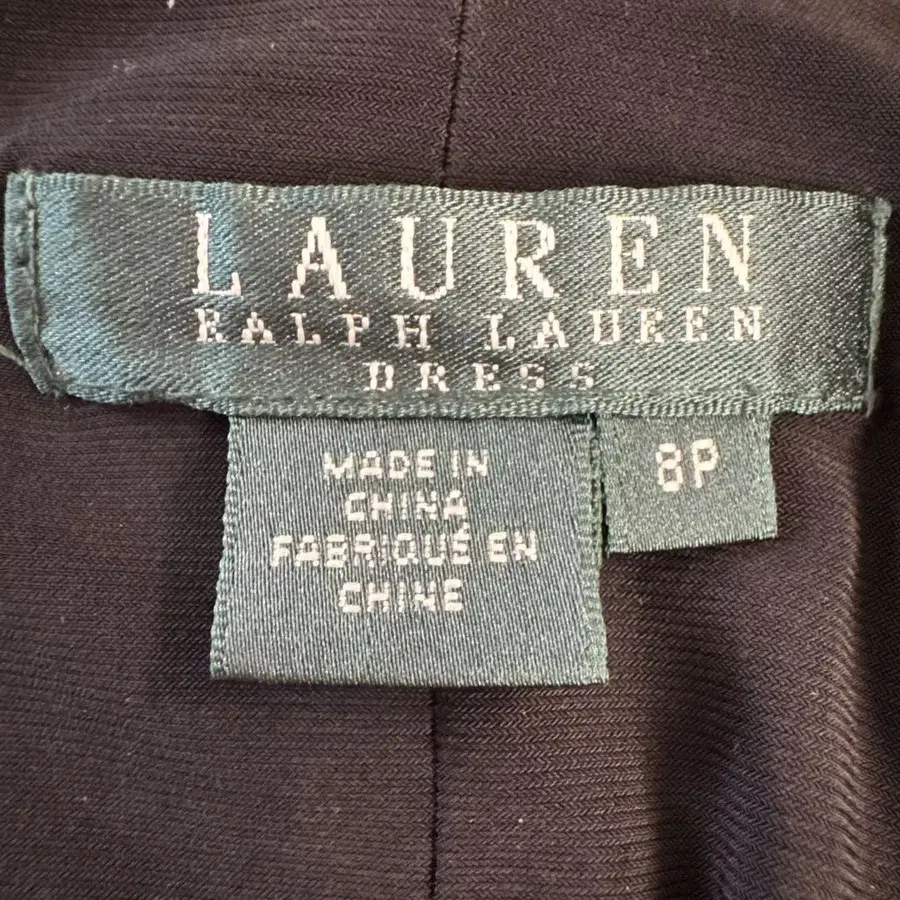 LAUREN
RALPH LAUREN
DRESS
MADE IN
CHINA
FABRIQUÉ EN
CHINE
8P